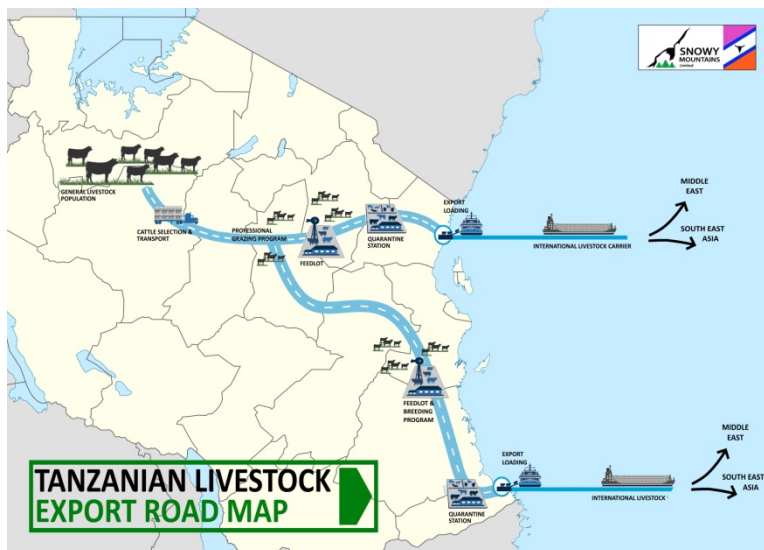 SNOWY
MOUNTAINS
Limited
GENERAL LIVESTOCK
POPULATION
CATTLE SELECTION &
TRANSPORT
PROFESSIONAL
GRAZING PROGRAM
FEEDLOT
QUARANTINE
STATION
EXPORT
LOADING
INTERNATIONAL LIVESTOCK CARRIER
MIDDLE
EAST
SOUTH EAST
ASIA
FEEDLOT &
BREEDING
PROGRAM
QUARANTINE
STATION
EXPORT
LOADING
INTERNATIONAL LIVESTOCK
MIDDLE
EAST
SOUTH EAST
ASIA
TANZANIAN LIVESTOCK
EXPORT ROAD MAP